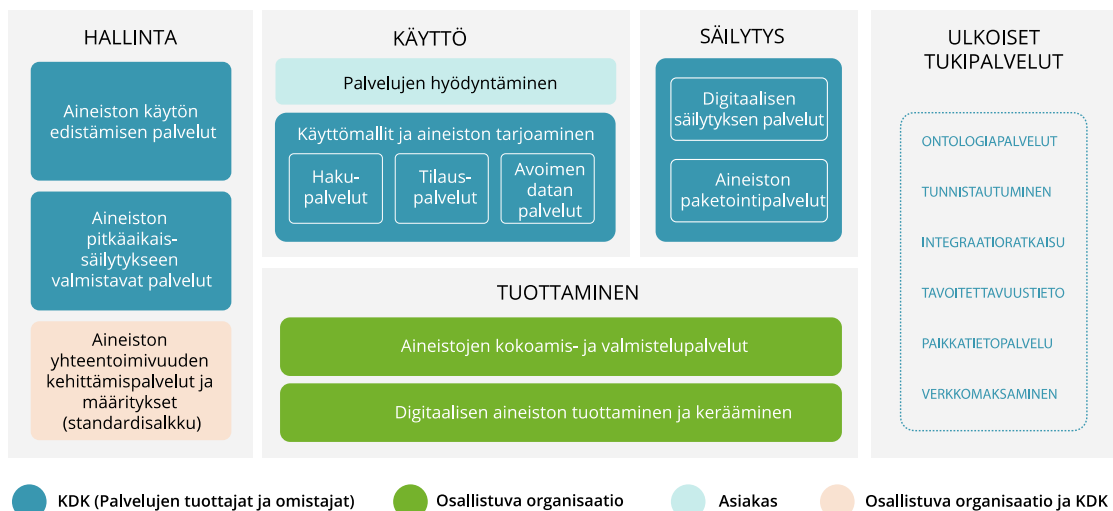 HALLINTA
Aineiston käytön
edistämisen palvelut
Aineiston
pitkäaikais-
säilytykseen
valmistavat palvelut
Aineiston
yhteentoimivuuden
kehittämispalvelut ja
määritykset
(standardisalkku)
KÄYTTÖ
Palvelujen hyödyntäminen
Käyttömallit ja aineiston tarjoaminen
Haku-
palvelut
Tilaus-
palvelut
Avoimen
datan
palvelut
SÄILYTYS
Digitaalisen
säilytyksen palvelut
Aineiston
paketointipalvelut
TUOTTAMINEN
Aineistojen kokoamis- ja valmistelupalvelut
Digitaalisen aineiston tuottaminen ja kerääminen
ULKOISET
TUKIPALVELUT
ONTOLOGIAPALVELUT
TUNNISTAUTUMINEN
INTEGRAATIORATKAISU
TAVOITETTAVUUSTIETO
PAIKKATIETOPALVELU
VERKKOMAKSAMINEN
KDK (Palvelujen tuottajat ja omistajat)
Osallistuva organisaatio
Asiakas
Osallistuva organisaatio ja KDK